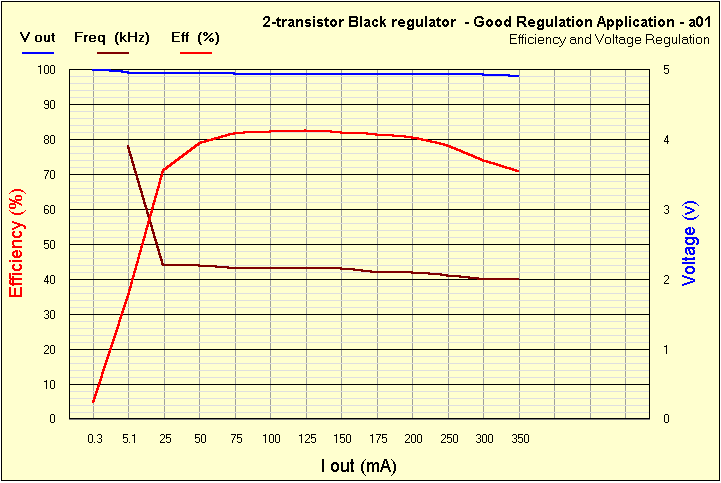 2-transistor Black regulator - Good Regulation Application - a01
V out Freq (kHz) Eff (%)
Efficiency and Voltage Regulation
100
90
80
70
60
50
40
30
20
10
0
Efficiency (%)
5
4
3
2
1
0
Voltage (v)
0.3 5.1 25 50 75 100 125 150 175 200 250 300 350
I out (mA)